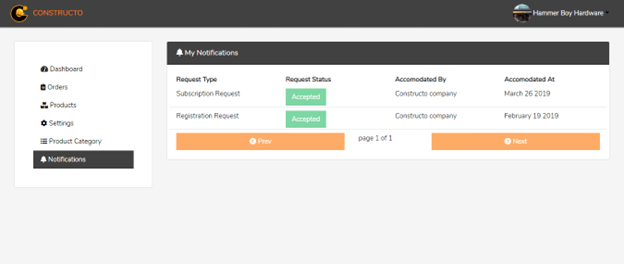 CONSTRUCTO
Hammer Boy Hardware
Dashboard
Orders
Products
Settings
Product Category
Notifications
My Notifications
Request Type Request Status Accomodated By Accomodated At
Subscription Request Accepted Constructo company March 26 2019
Registration Request Accepted Constructo company February 19 2019
Prev page 1 of 1 Next